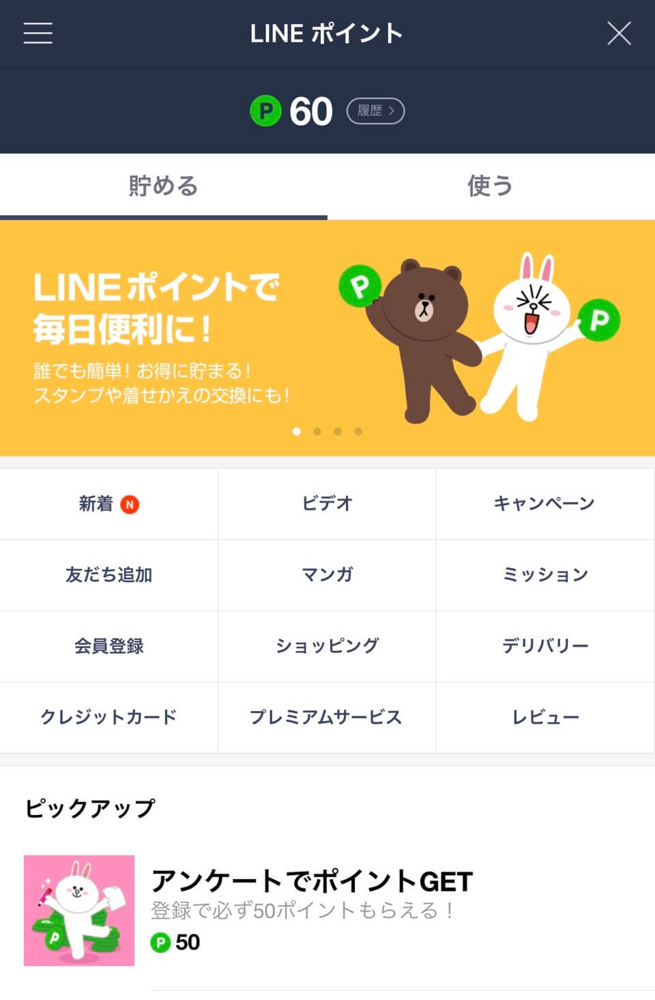 LINE ポイント
P 60 履歴
貯める 使う
LINEポイントで
毎日便利に！
誰でも簡単！お得に貯まる！
スタンプや着せかえの交換にも！
P P
新着 N ビデオ キャンペーン
友だち追加 マンガ ミッション
会員登録 ショッピング デリバリー
クレジットカード プレミアムサービス レビュー
ピックアップ
アンケートでポイントGET
登録で必ず50ポイントもらえる！
P 50
P